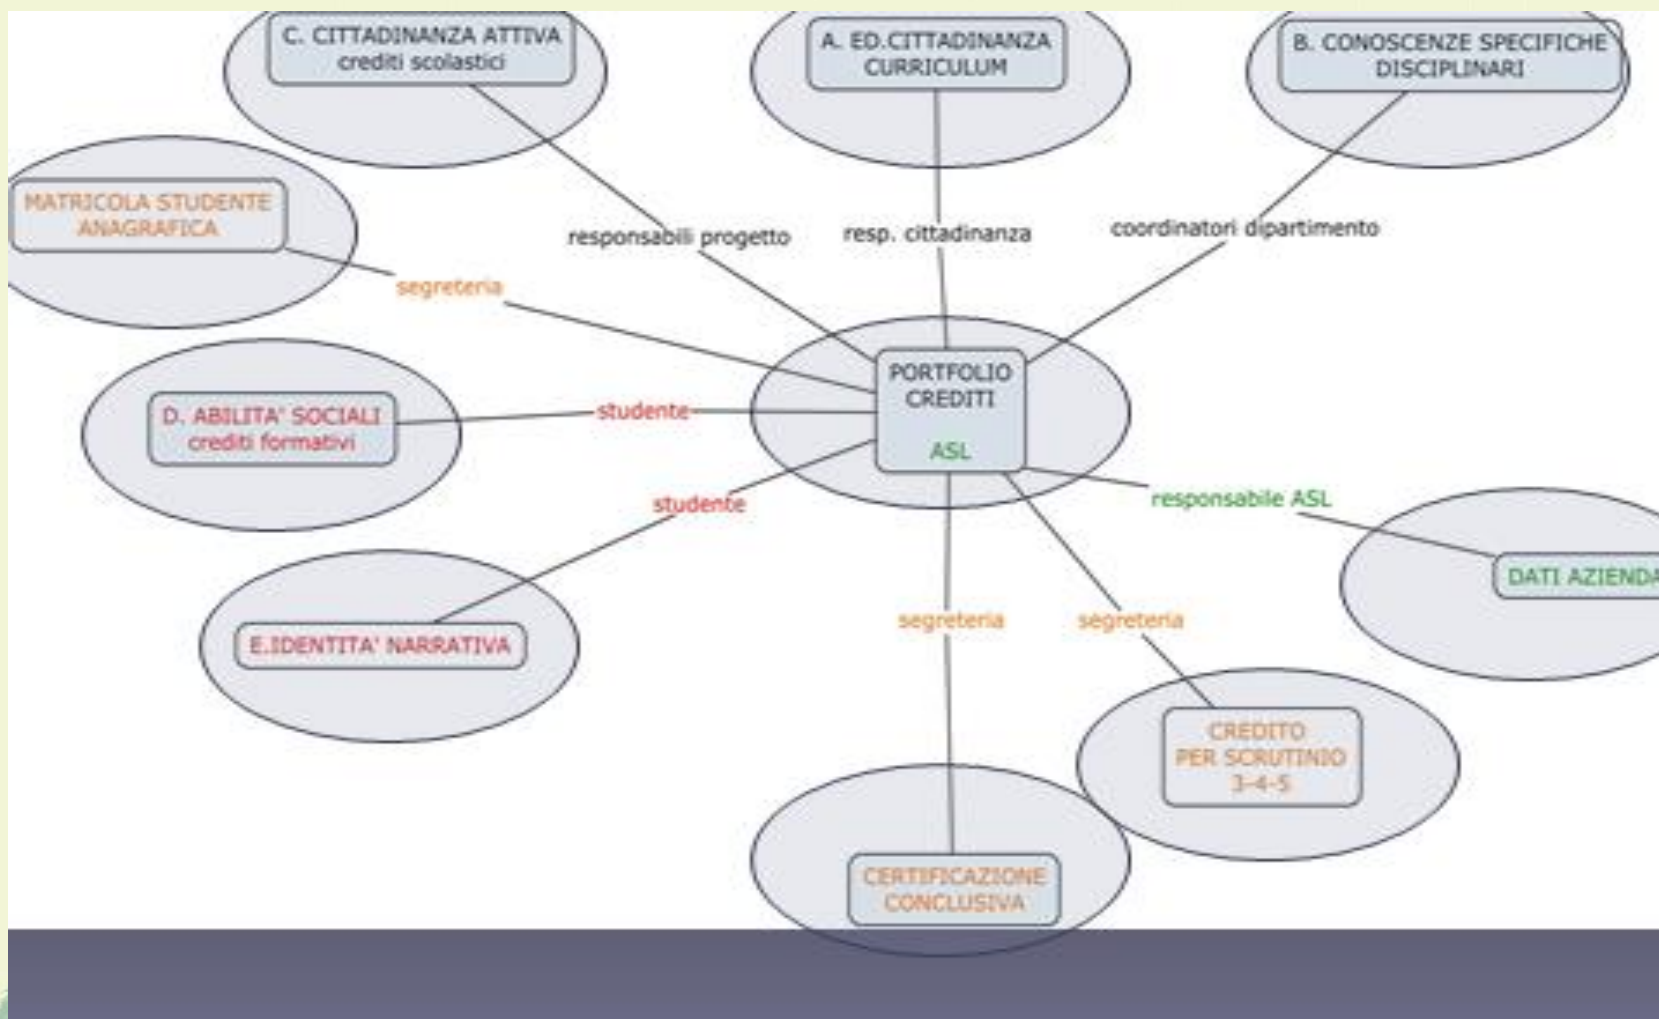 C. CITTADINANZA ATTIVA
crediti scolastici
A. ED.CITTADINANZA
CURRICULUM
B. CONOSCENZE SPECIFICHE
DISCIPLINARI
MATRICOLA STUDENTE
ANAGRAFICA
responsabili progetto
resp. cittadinanza
coordinatori dipartimento
segreteria
PORTFOLIO
CREDITI
ASL
D. ABILITA' SOCIALI
crediti formativi
studente
studente
responsabile ASL
DATI AZIENDA
E.IDENTITA' NARRATIVA
segreteria
segreteria
CREDITO
PER SCRUTINIO
3-4-5
CERTIFICAZIONE
CONCLUSIVA